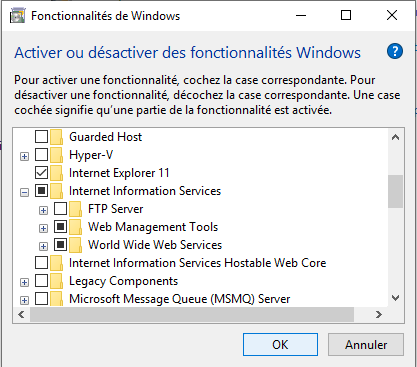 Fonctionnalités de Windows
Activer ou désactiver des fonctionnalités Windows
Pour activer une fonctionnalité, cochez la case correspondante. Pour
désactiver une fonctionnalité, décochez la case correspondante. Une case
cochée signifie qu'une partie de la fonctionnalité est activée.
Guarded Host
Hyper-V
Internet Explorer 11
Internet Information Services
FTP Server
Web Management Tools
World Wide Web Services
Internet Information Services Hostable Web Core
Legacy Components
Microsoft Message Queue (MSMQ) Server
OK
Annuler